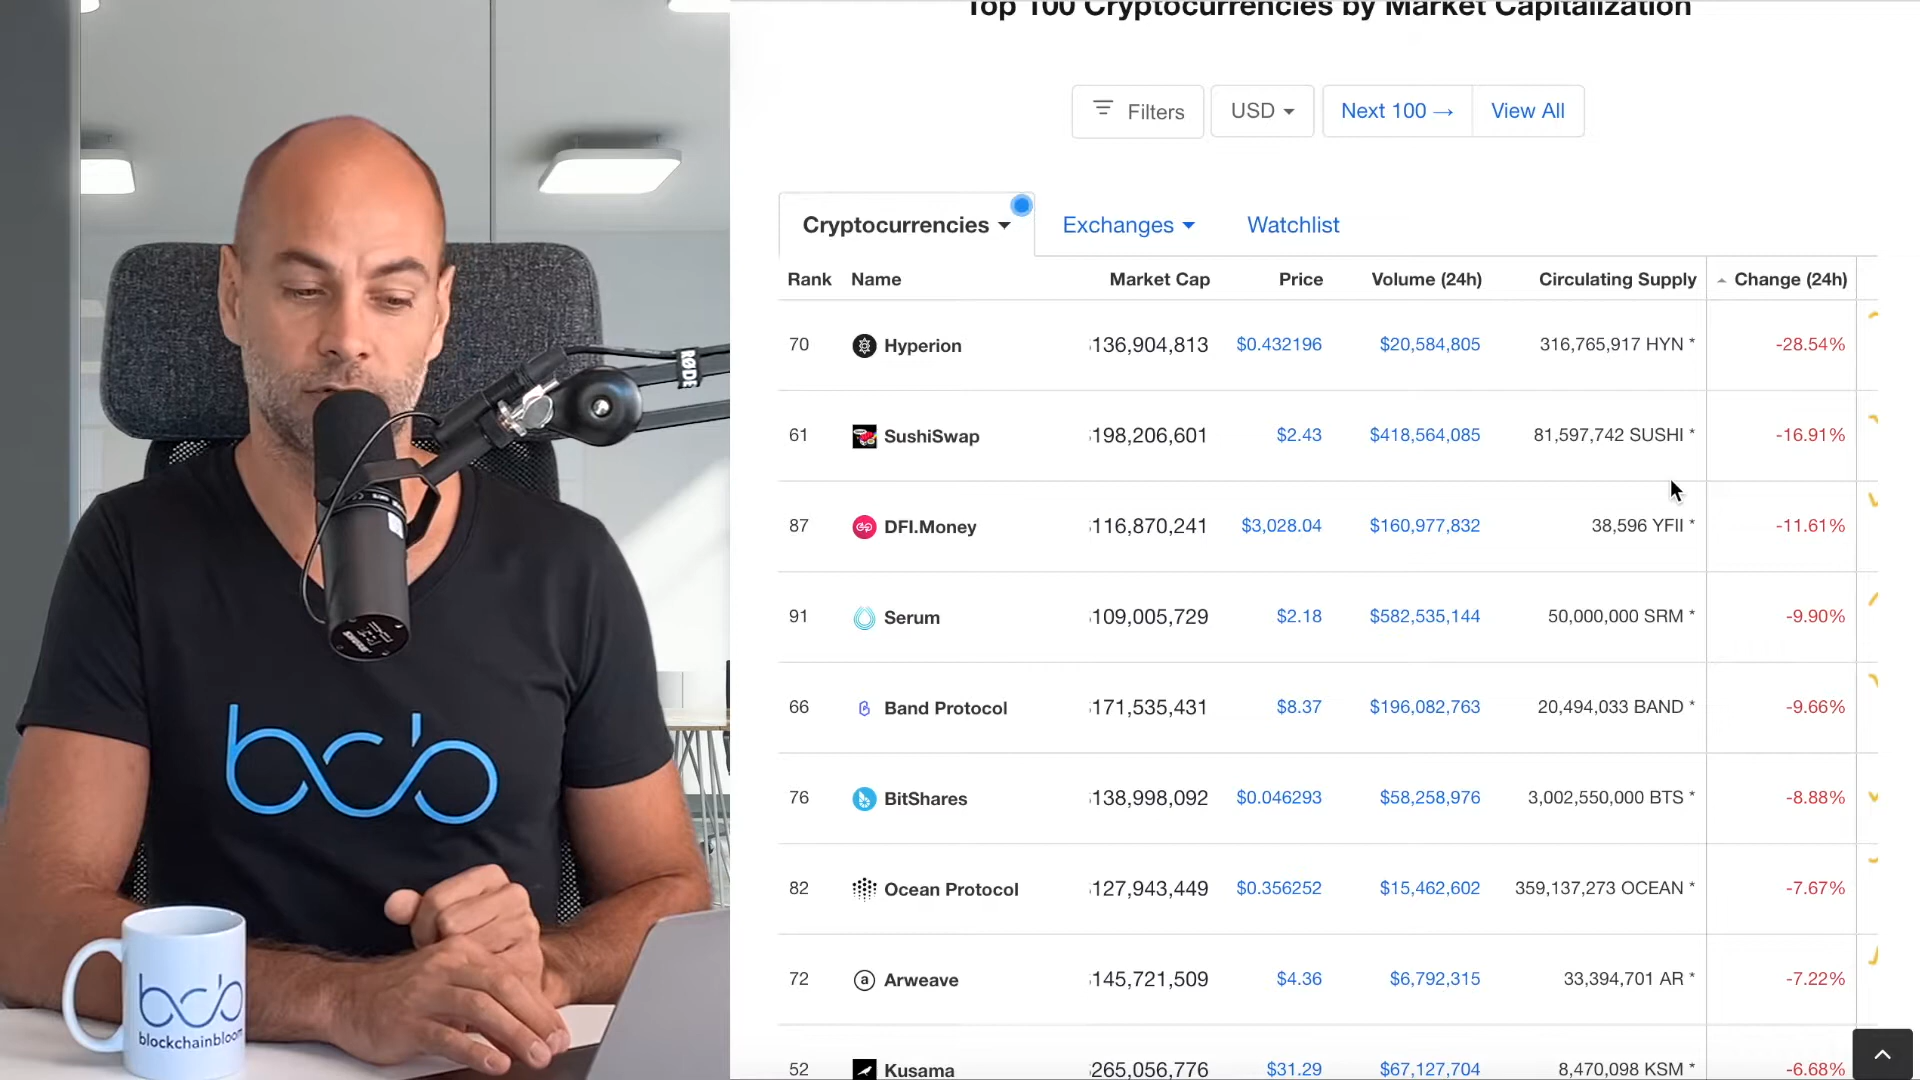 Top 100 Cryptocurrencies by Market Capitalization
Filters
USD
Next 100 →
View All
Cryptocurrencies
Exchanges
Watchlist
Rank Name Market Cap Price Volume (24h) Circulating Supply Change (24h)
70 Hyperion 136,904,813 $0.432196 $20,584,805 316,765,917 HYN * -28.54%
61 SushiSwap 198,206,601 $2.43 $418,564,085 81,597,742 SUSHI * -16.91%
87 DFI.Money 116,870,241 $3,028.04 $160,977,832 38,596 YFII * -11.61%
91 Serum 109,005,729 $2.18 $582,535,144 50,000,000 SRM * -9.90%
66 Band Protocol 171,535,431 $8.37 $196,082,763 20,494,033 BAND * -9.66%
76 BitShares 138,998,092 $0.046293 $58,258,976 3,002,550,000 BTS * -8.88%
82 Ocean Protocol 127,943,449 $0.356252 $15,462,602 359,137,273 OCEAN * -7.67%
72 Arweave 145,721,509 $4.36 $6,792,315 33,394,701 AR * -7.22%
52 Kusama 265,056,776 $31.29 $67,127,704 8,470,098 KSM * -6.68%
RØDE
bcb
bcb
blockchainbloom